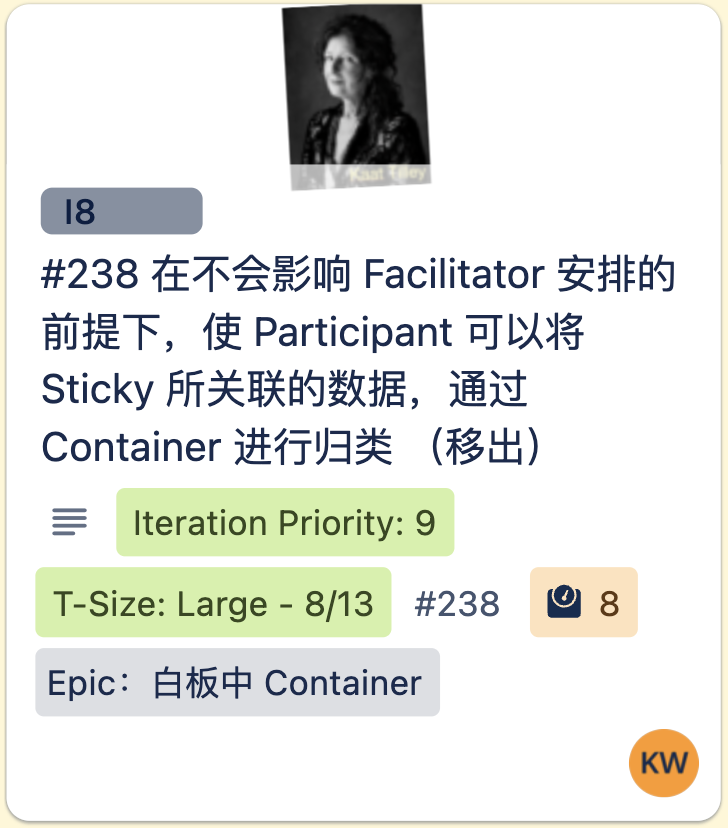 Kaat Tilley
I8
#238 在不会影响 Facilitator 安排的
前提下，使 Participant 可以将
Sticky 所关联的数据，通过
Container 进行归类 （移出）
Iteration Priority: 9
T-Size: Large - 8/13
#238
8
Epic：白板中 Container
KW